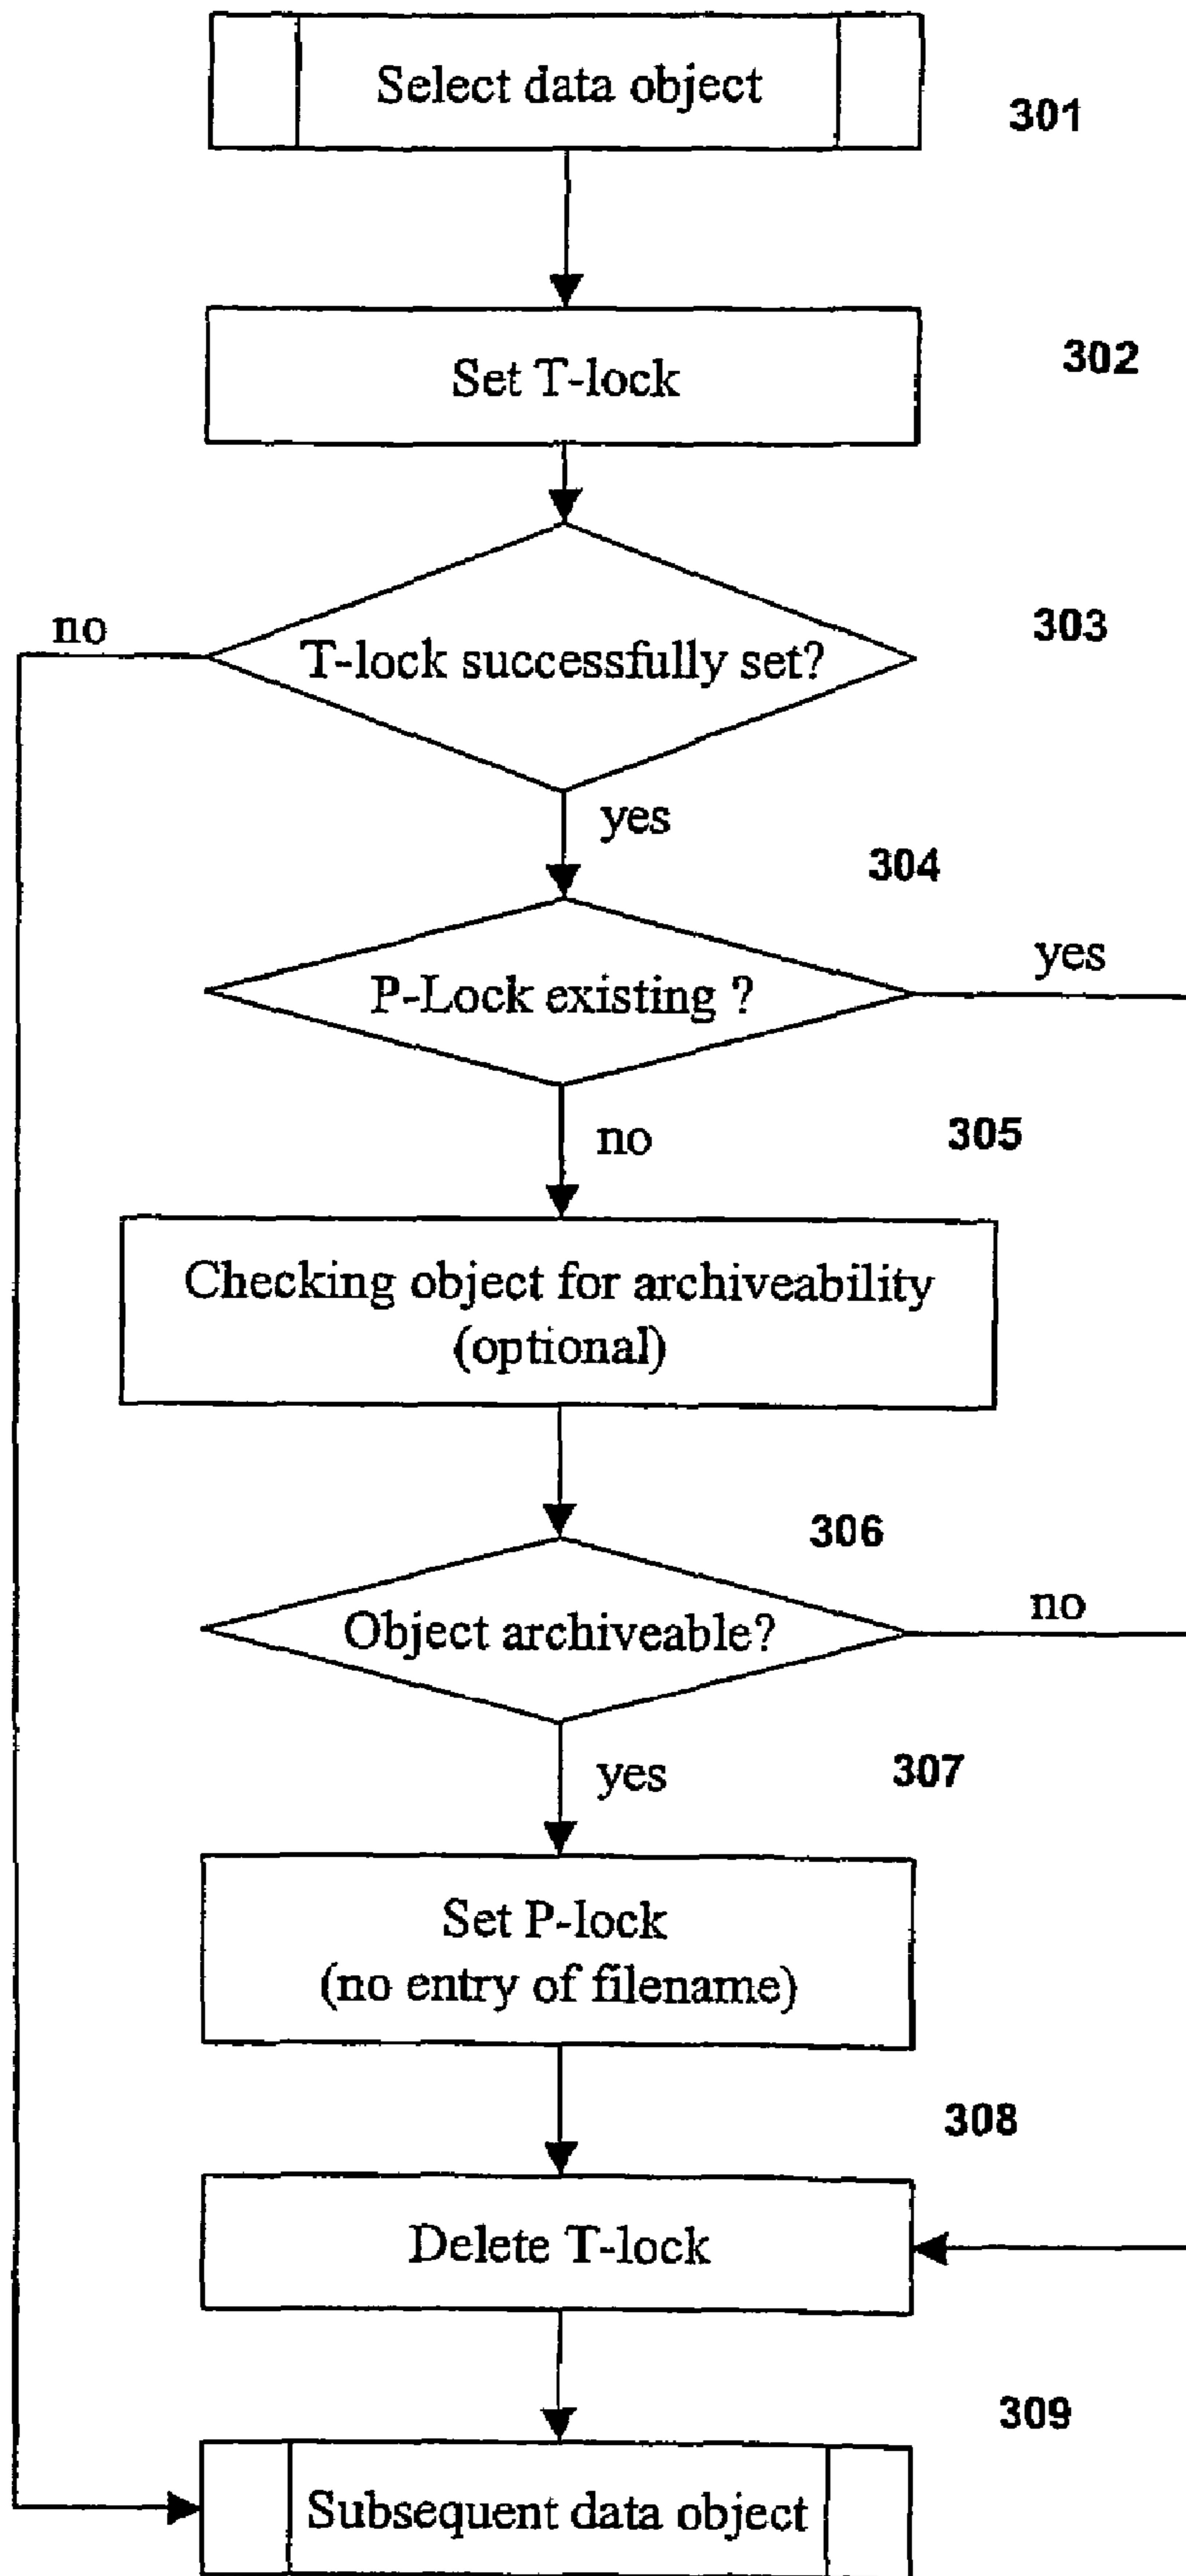 Select data object
301
Set T-lock
302
303
no
T-lock successfully set?
yes
304
yes
P-Lock existing ?
no
305
Checking object for archiveability
(optional)
306
no
Object archiveable?
yes
307
Set P-lock
(no entry of filename)
308
Delete T-lock
309
Subsequent data object